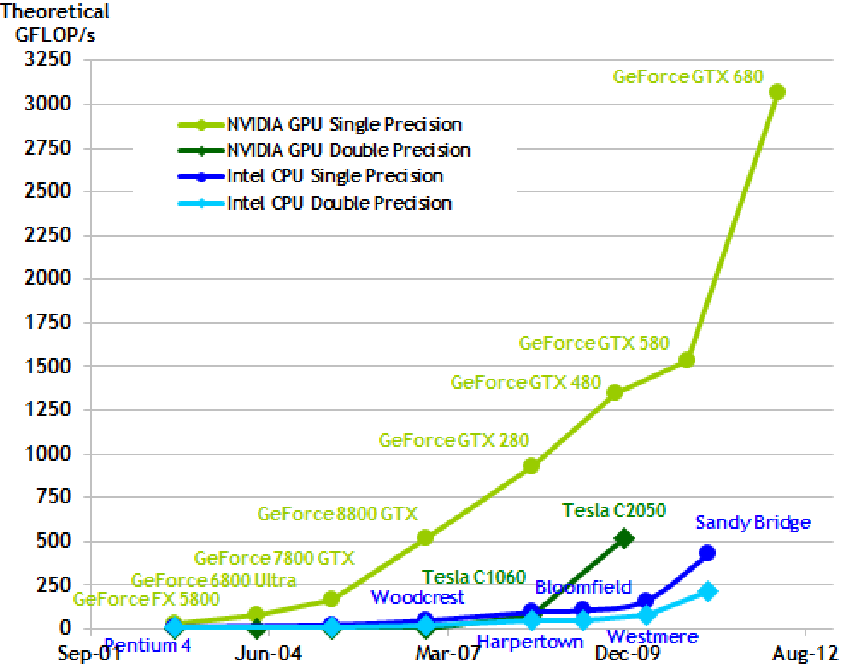 Theoretical
GFLOP/s
3250
GeForce GTX 680
3000
NVIDIA GPU Single Precision
2750
NVIDIA GPU Double Precision
2500
Intel CPU Single Precision
Intel CPU Double Precision
2250
2000
1750
GeForce GTX 580
1500
GeForce GTX 480
1250
GeForce GTX 280
1000
750
GeForce 8800 GTX
Tesla C2050
Sandy Bridge
500
GeForce 7800 GTX
GeForce 6800 Ultra
Tesla C1060
Bloomfield
250
GeForce FX 5800
Woodcrest
0
Pentium 4
Harpertown
Westmere
Sep-01
Jun-04
Mar-07
Dec-09
Aug-12